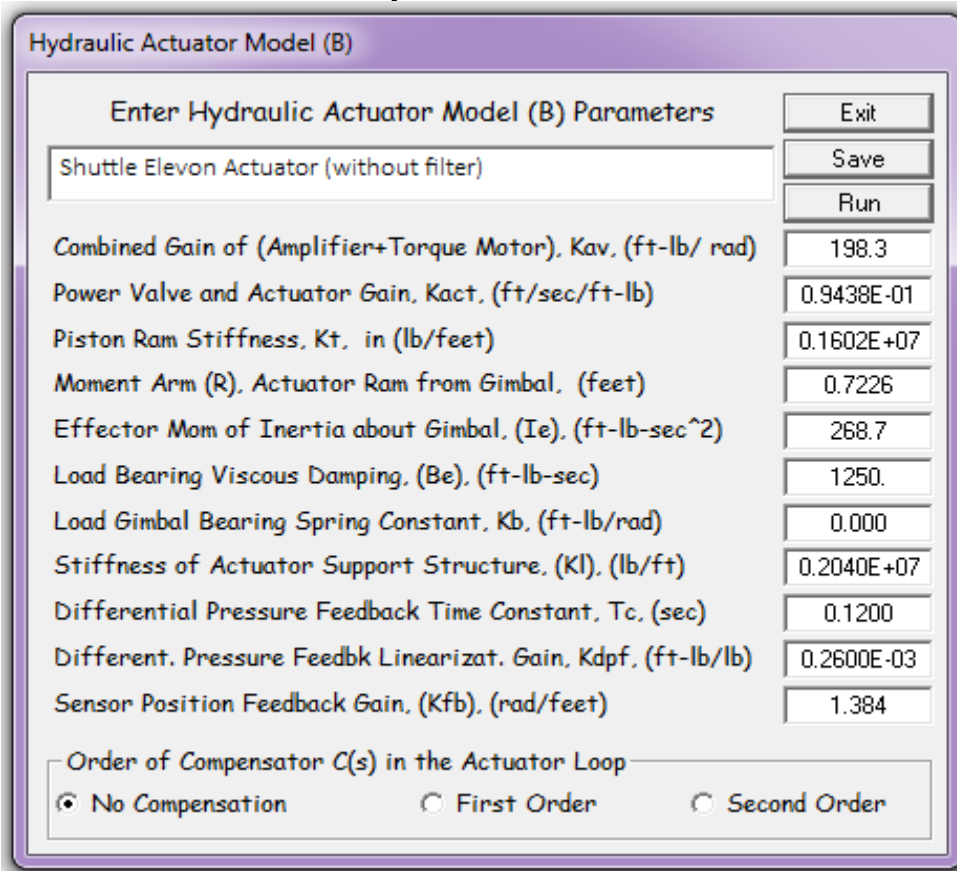 Hydraulic Actuator Model (B)
Enter Hydraulic Actuator Model (B) Parameters
Exit
Shuttle Elevon Actuator (without filter)
Save
Run
Combined Gain of (Amplifier+Torque Motor), Kav, (ft-lb/ rad) 198.3
Power Valve and Actuator Gain, Kact, (ft/sec/ft-lb) 0.9438E-01
Piston Ram Stiffness, Kt, in (lb/feet) 0.1602E+07
Moment Arm (R), Actuator Ram from Gimbal, (feet) 0.7226
Effector Mom of Inertia about Gimbal, (Ie), (ft-lb-sec^2) 268.7
Load Bearing Viscous Damping, (Be), (ft-lb-sec) 1250.
Load Gimbal Bearing Spring Constant, Kb, (ft-lb/rad) 0.000
Stiffness of Actuator Support Structure, (Kl), (lb/ft) 0.2040E+07
Differential Pressure Feedback Time Constant, Tc, (sec) 0.1200
Different. Pressure Feedbk Linearizat. Gain, Kdpf, (ft-lb/lb) 0.2600E-03
Sensor Position Feedback Gain, (Kfb), (rad/feet) 1.384
Order of Compensator C(s) in the Actuator Loop
No Compensation First Order Second Order